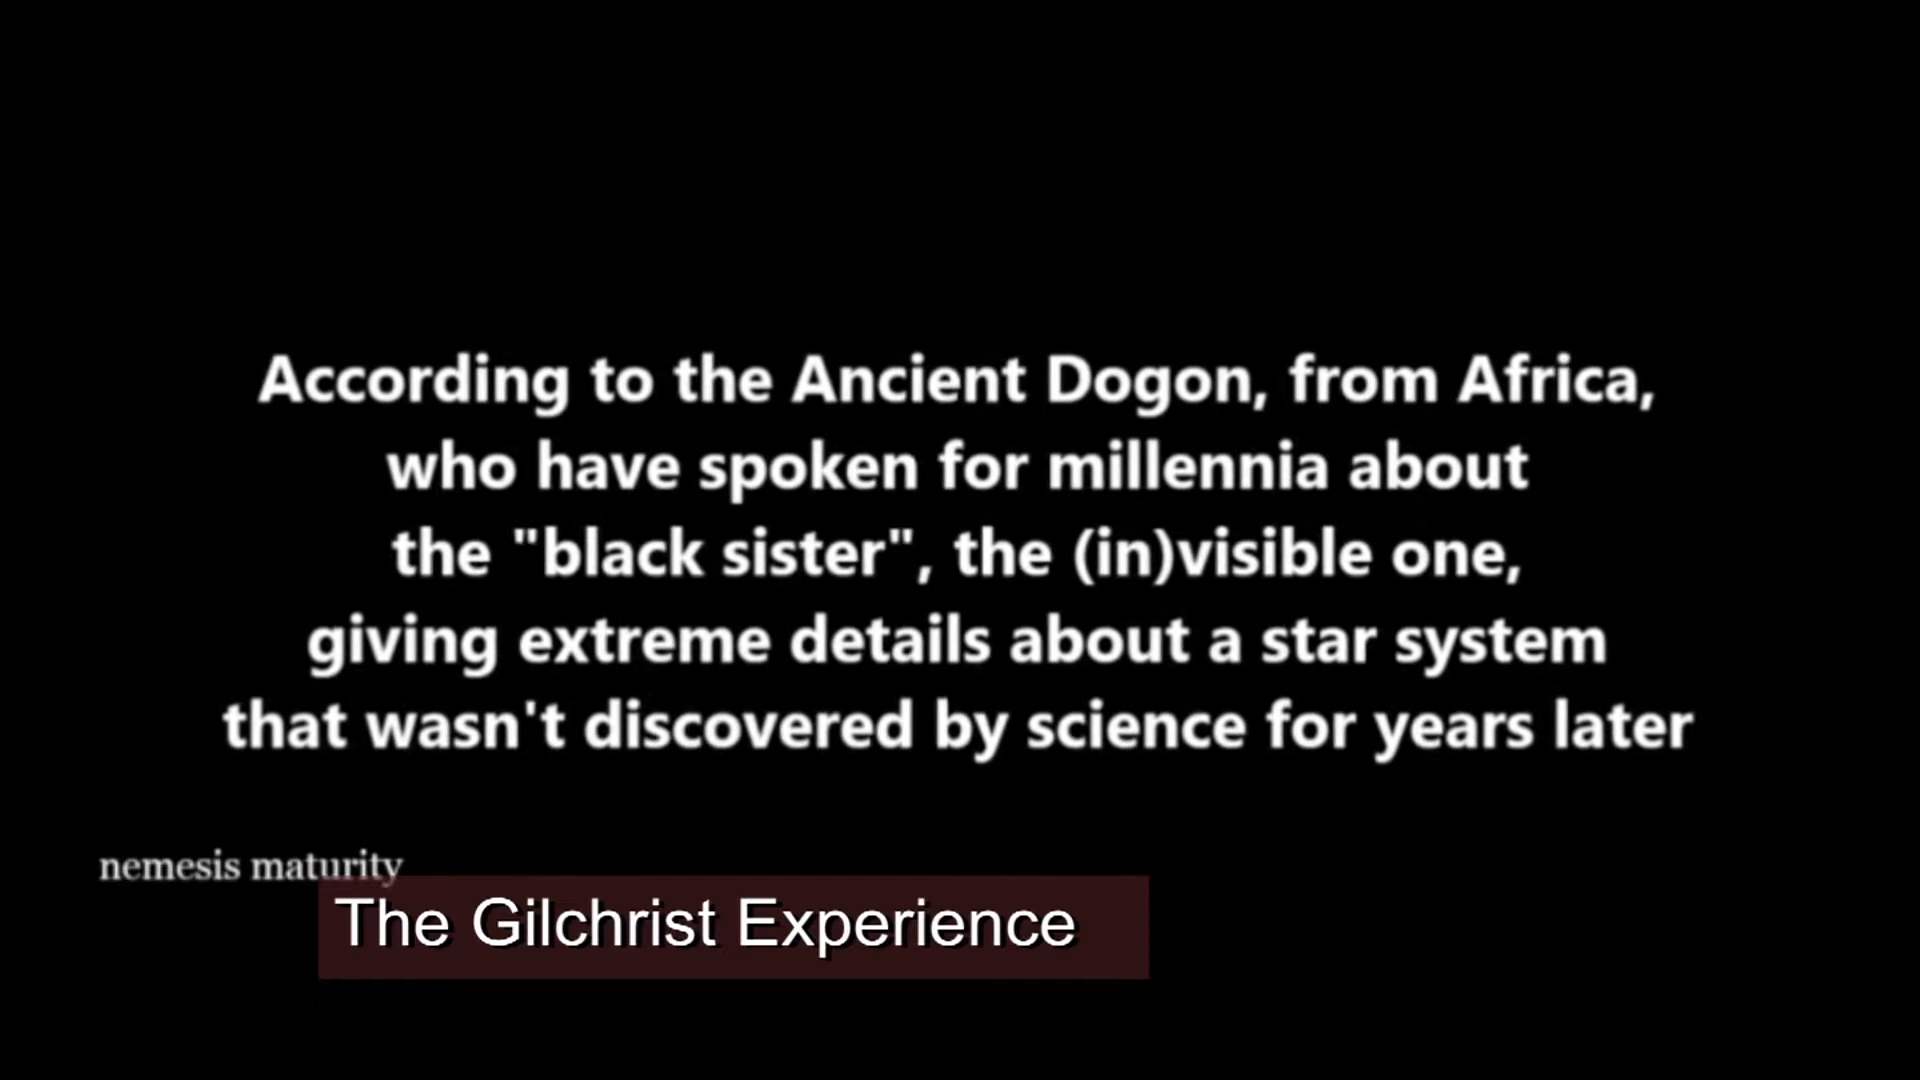 According to the Ancient Dogon, from Africa,
who have spoken for millennia about
the "black sister", the (in)visible one,
giving extreme details about a star system
that wasn't discovered by science for years later
nemesis maturity
The Gilchrist Experience